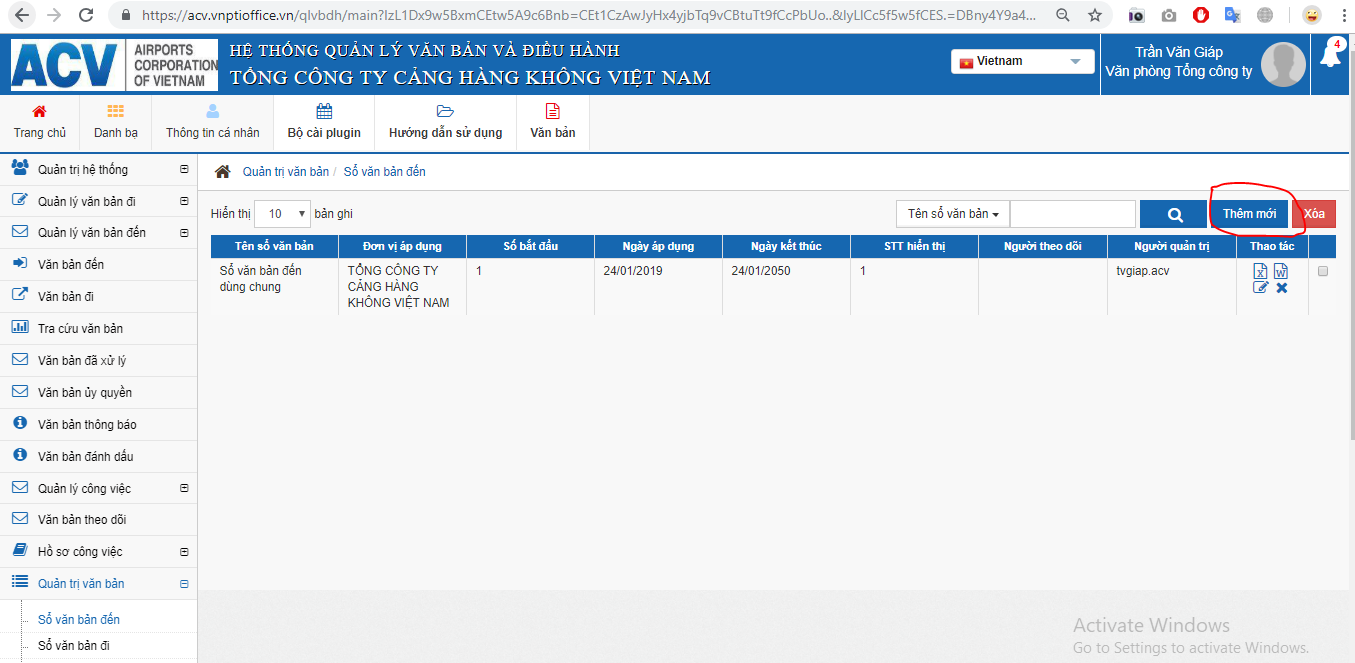 https://acv.vnptioffice.vn/qlvbdh/main?lzL1Dx9w5BxmCEtw5A9c6Bnb=CEt1CzAwJyHx4yjbTq9vCBtuTt9fCcPbUo..&lyLlCc5f5w5fCES.=DBny4Y9a4...
ACV
AIRPORTS
CORPORATION
OF VIETNAM
HỆ THỐNG QUẢN LÝ VĂN BẢN VÀ ĐIỀU HÀNH
TỔNG CÔNG TY CẢNG HÀNG KHÔNG VIỆT NAM
Vietnam
Trần Văn Giáp
Văn phòng Tổng công ty
4
Trang chủ
Danh bạ
Thông tin cá nhân
Bộ cài plugin
Hướng dẫn sử dụng
Văn bản
Quản trị hệ thống
Quản lý văn bản đi
Quản lý văn bản đến
Văn bản đến
Văn bản đi
Tra cứu văn bản
Văn bản đã xử lý
Văn bản ủy quyền
Văn bản thông báo
Văn bản đánh dấu
Quản lý công việc
Văn bản theo dõi
Hồ sơ công việc
Quản trị văn bản
Sổ văn bản đến
Sổ văn bản đi
Quản trị văn bản / Sổ văn bản đến
Hiển thị 10 bản ghi
Tên sổ văn bản
Thêm mới
Xóa
Tên sổ văn bản Đơn vị áp dụng Số bắt đầu Ngày áp dụng Ngày kết thúc STT hiển thị Người theo dõi Người quản trị Thao tác
Sổ văn bản đến TỔNG CÔNG TY 1 24/01/2019 24/01/2050 1 tvgiap.acv
dùng chung CẢNG HÀNG
KHÔNG VIỆT NAM
Activate Windows
Go to Settings to activate Windows.